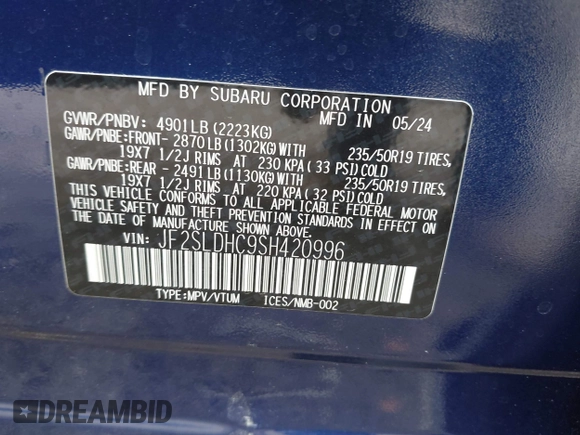 MFD BY SUBARU CORPORATION
GVWR/PNBV: 4901LB(2223KG) MFD IN 05/24
GAWR/PNBE:FRONT- 2870LB(1302KG)WITH 235/50R19 TIRES,
19X7 1/2J RIMS AT 230 KPA(33 PSI)COLD
GAWR/PNBE:REAR - 2491LB(1130KG)WITH 235/50R19 TIRES,
19X7 1/2J RIMS AT 220 KPA(32 PSI)COLD
THIS VEHICLE CONFORMS TO ALL APPLICABLE FEDERAL MOTOR
VEHICLE SAFETY AND THEFT PREVENTION STANDARDS IN EFFECT ON
THE DATE OF MANUFACTURE SHOWN ABOVE.
VIN: JF2SLDHC9SH420996
TYPE:MPV/VTUM ICES/NMB-002
DREAMBID